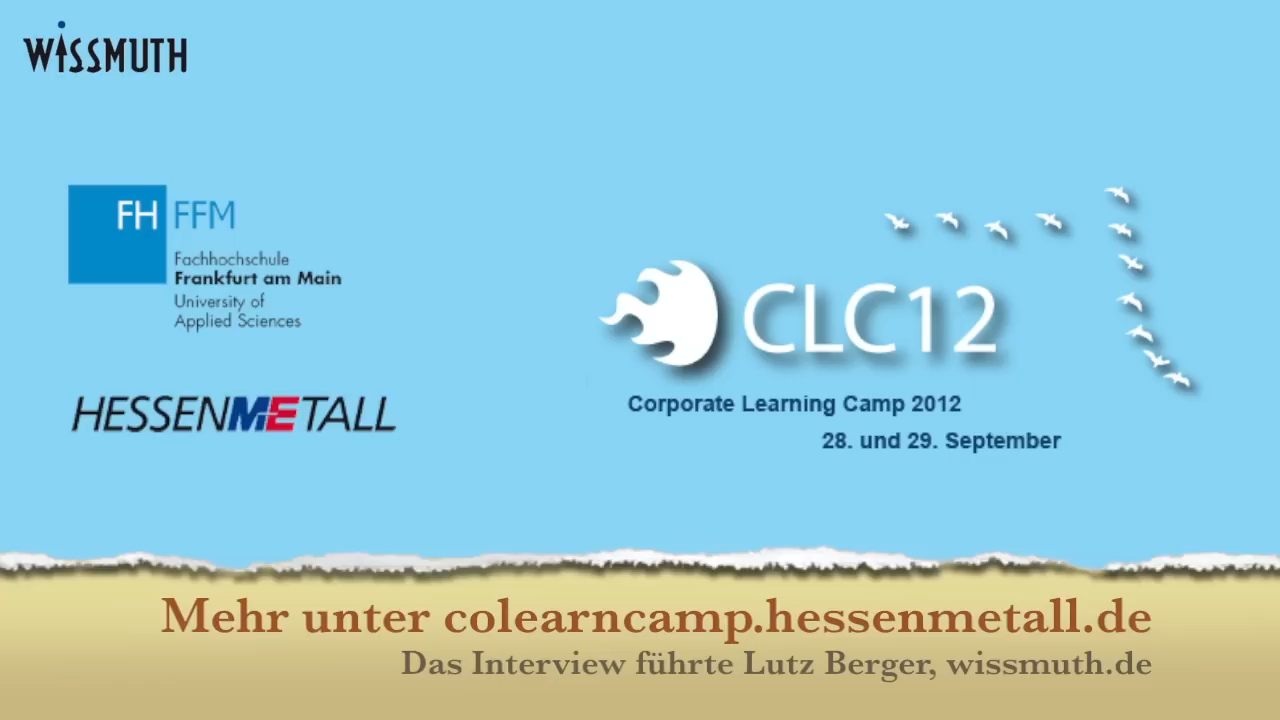 WISSMUTH
FH FFM
Fachhochschule
Frankfurt am Main
University of
Applied Sciences
HESSENMETALL
CLC12
Corporate Learning Camp 2012
28. und 29. September
Mehr unter colearncamp.hessenmetall.de
Das Interview führte Lutz Berger, wissmuth.de